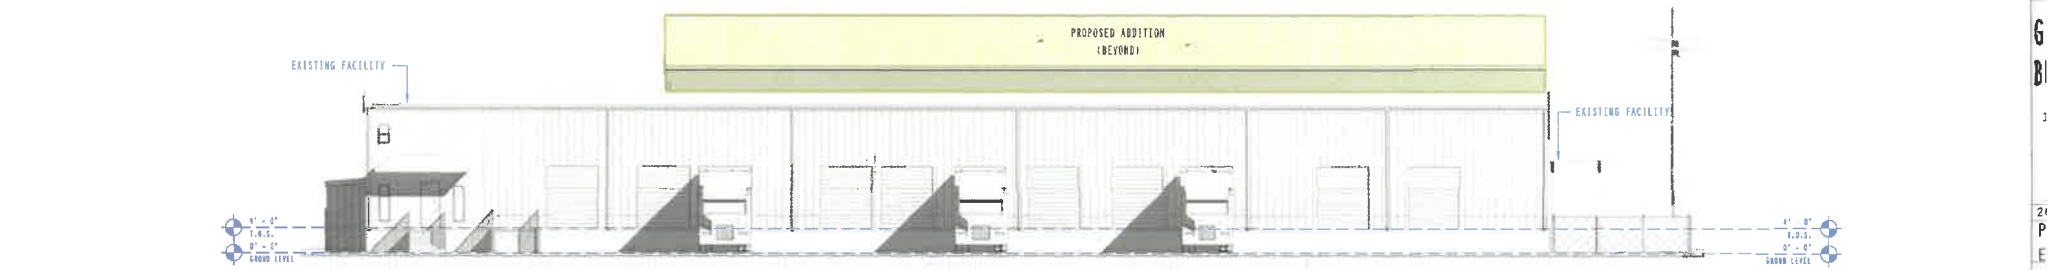 PROPOSED ADDITION
(BEYOND)
EXISTING FACILITY
EXISTING FACILITY
4' - 0"
T.O.S.
0' - 0"
GROUND LEVEL
4' - 0"
T.O.S.
0' - 0"
GROUND LEVEL
G
B
2
P
E